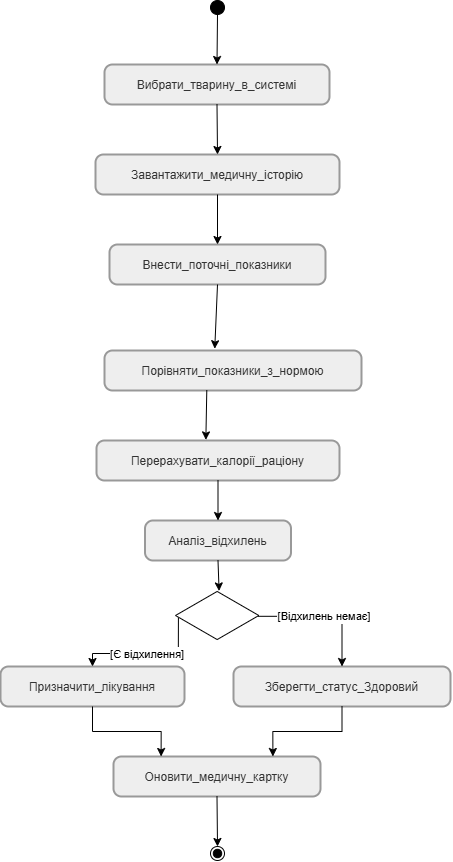 Вибрати_тварину_в_системі
Завантажити_медичну_історію
Внести_поточні_показники
Порівняти_показники_з_нормою
Перерахувати_калорії_раціону
Аналіз_відхилень
[Відхилень немає]
[Є відхилення]
Призначити_лікування
Зберегти_статус_Здоровий
Оновити_медичну_картку